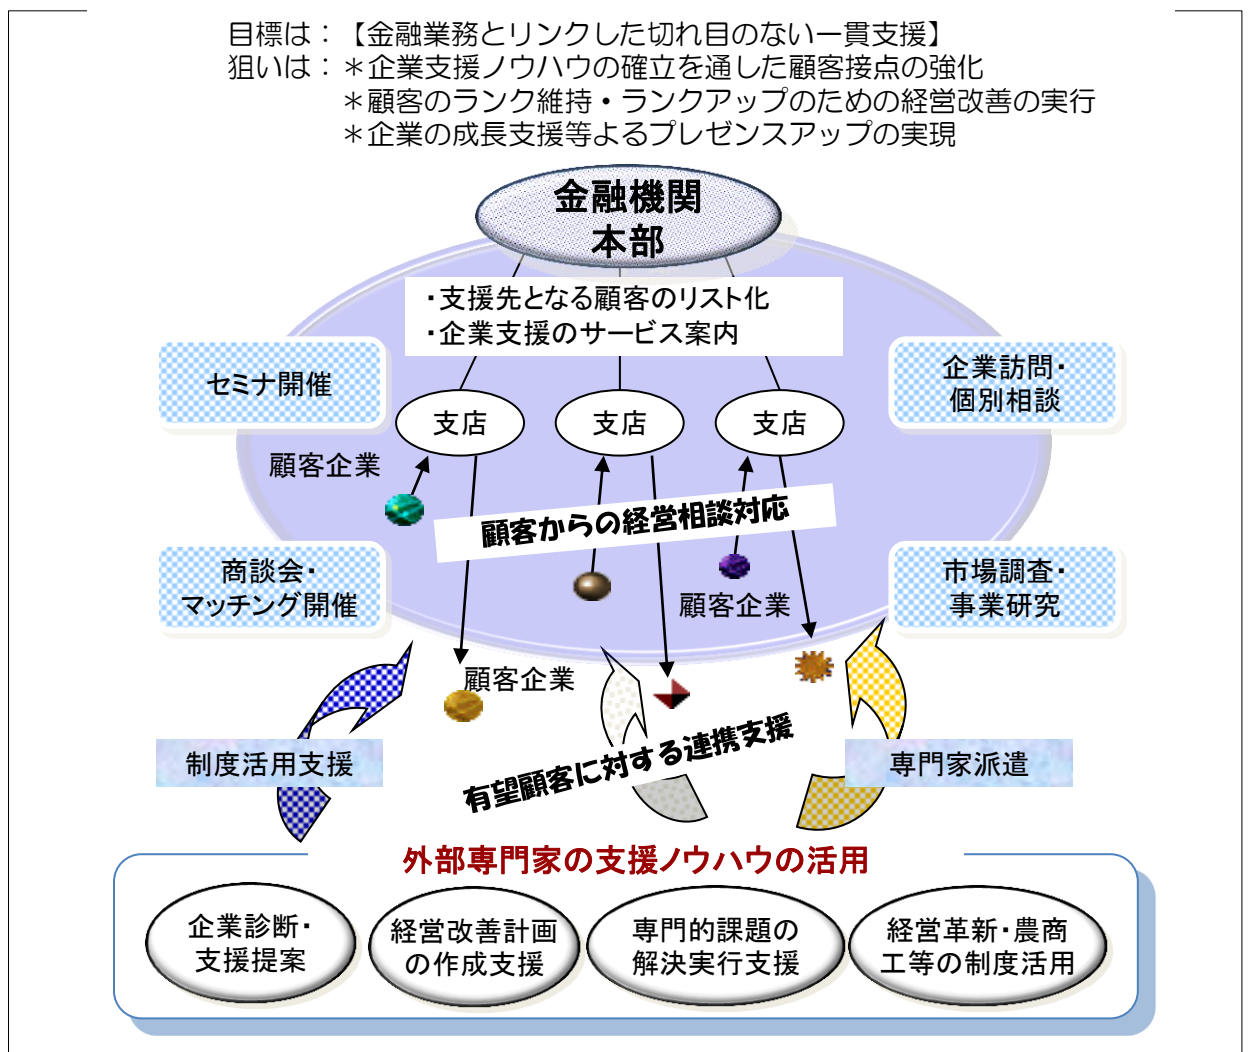 目標は：【金融業務とリンクした切れ目のない一貫支援】
狙いは：＊企業支援ノウハウの確立を通した顧客接点の強化
＊顧客のランク維持・ランクアップのための経営改善の実行
＊企業の成長支援等よるプレゼンスアップの実現
金融機関
本部
・支援先となる顧客のリスト化
・企業支援のサービス案内
セミナ開催
企業訪問・
個別相談
支店
支店
支店
顧客企業
顧客からの経営相談対応
商談会・
マッチング開催
顧客企業
市場調査・
事業研究
顧客企業
制度活用支援
有望顧客に対する連携支援
専門家派遣
外部専門家の支援ノウハウの活用
企業診断・
支援提案
経営改善計画
の作成支援
専門的課題の
解決実行支援
経営革新・農商
工等の制度活用